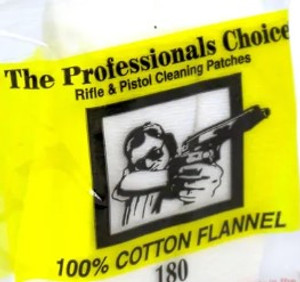 The Professionals Choice
Rifle & Pistol Cleaning Patches
100% COTTON FLANNEL
180